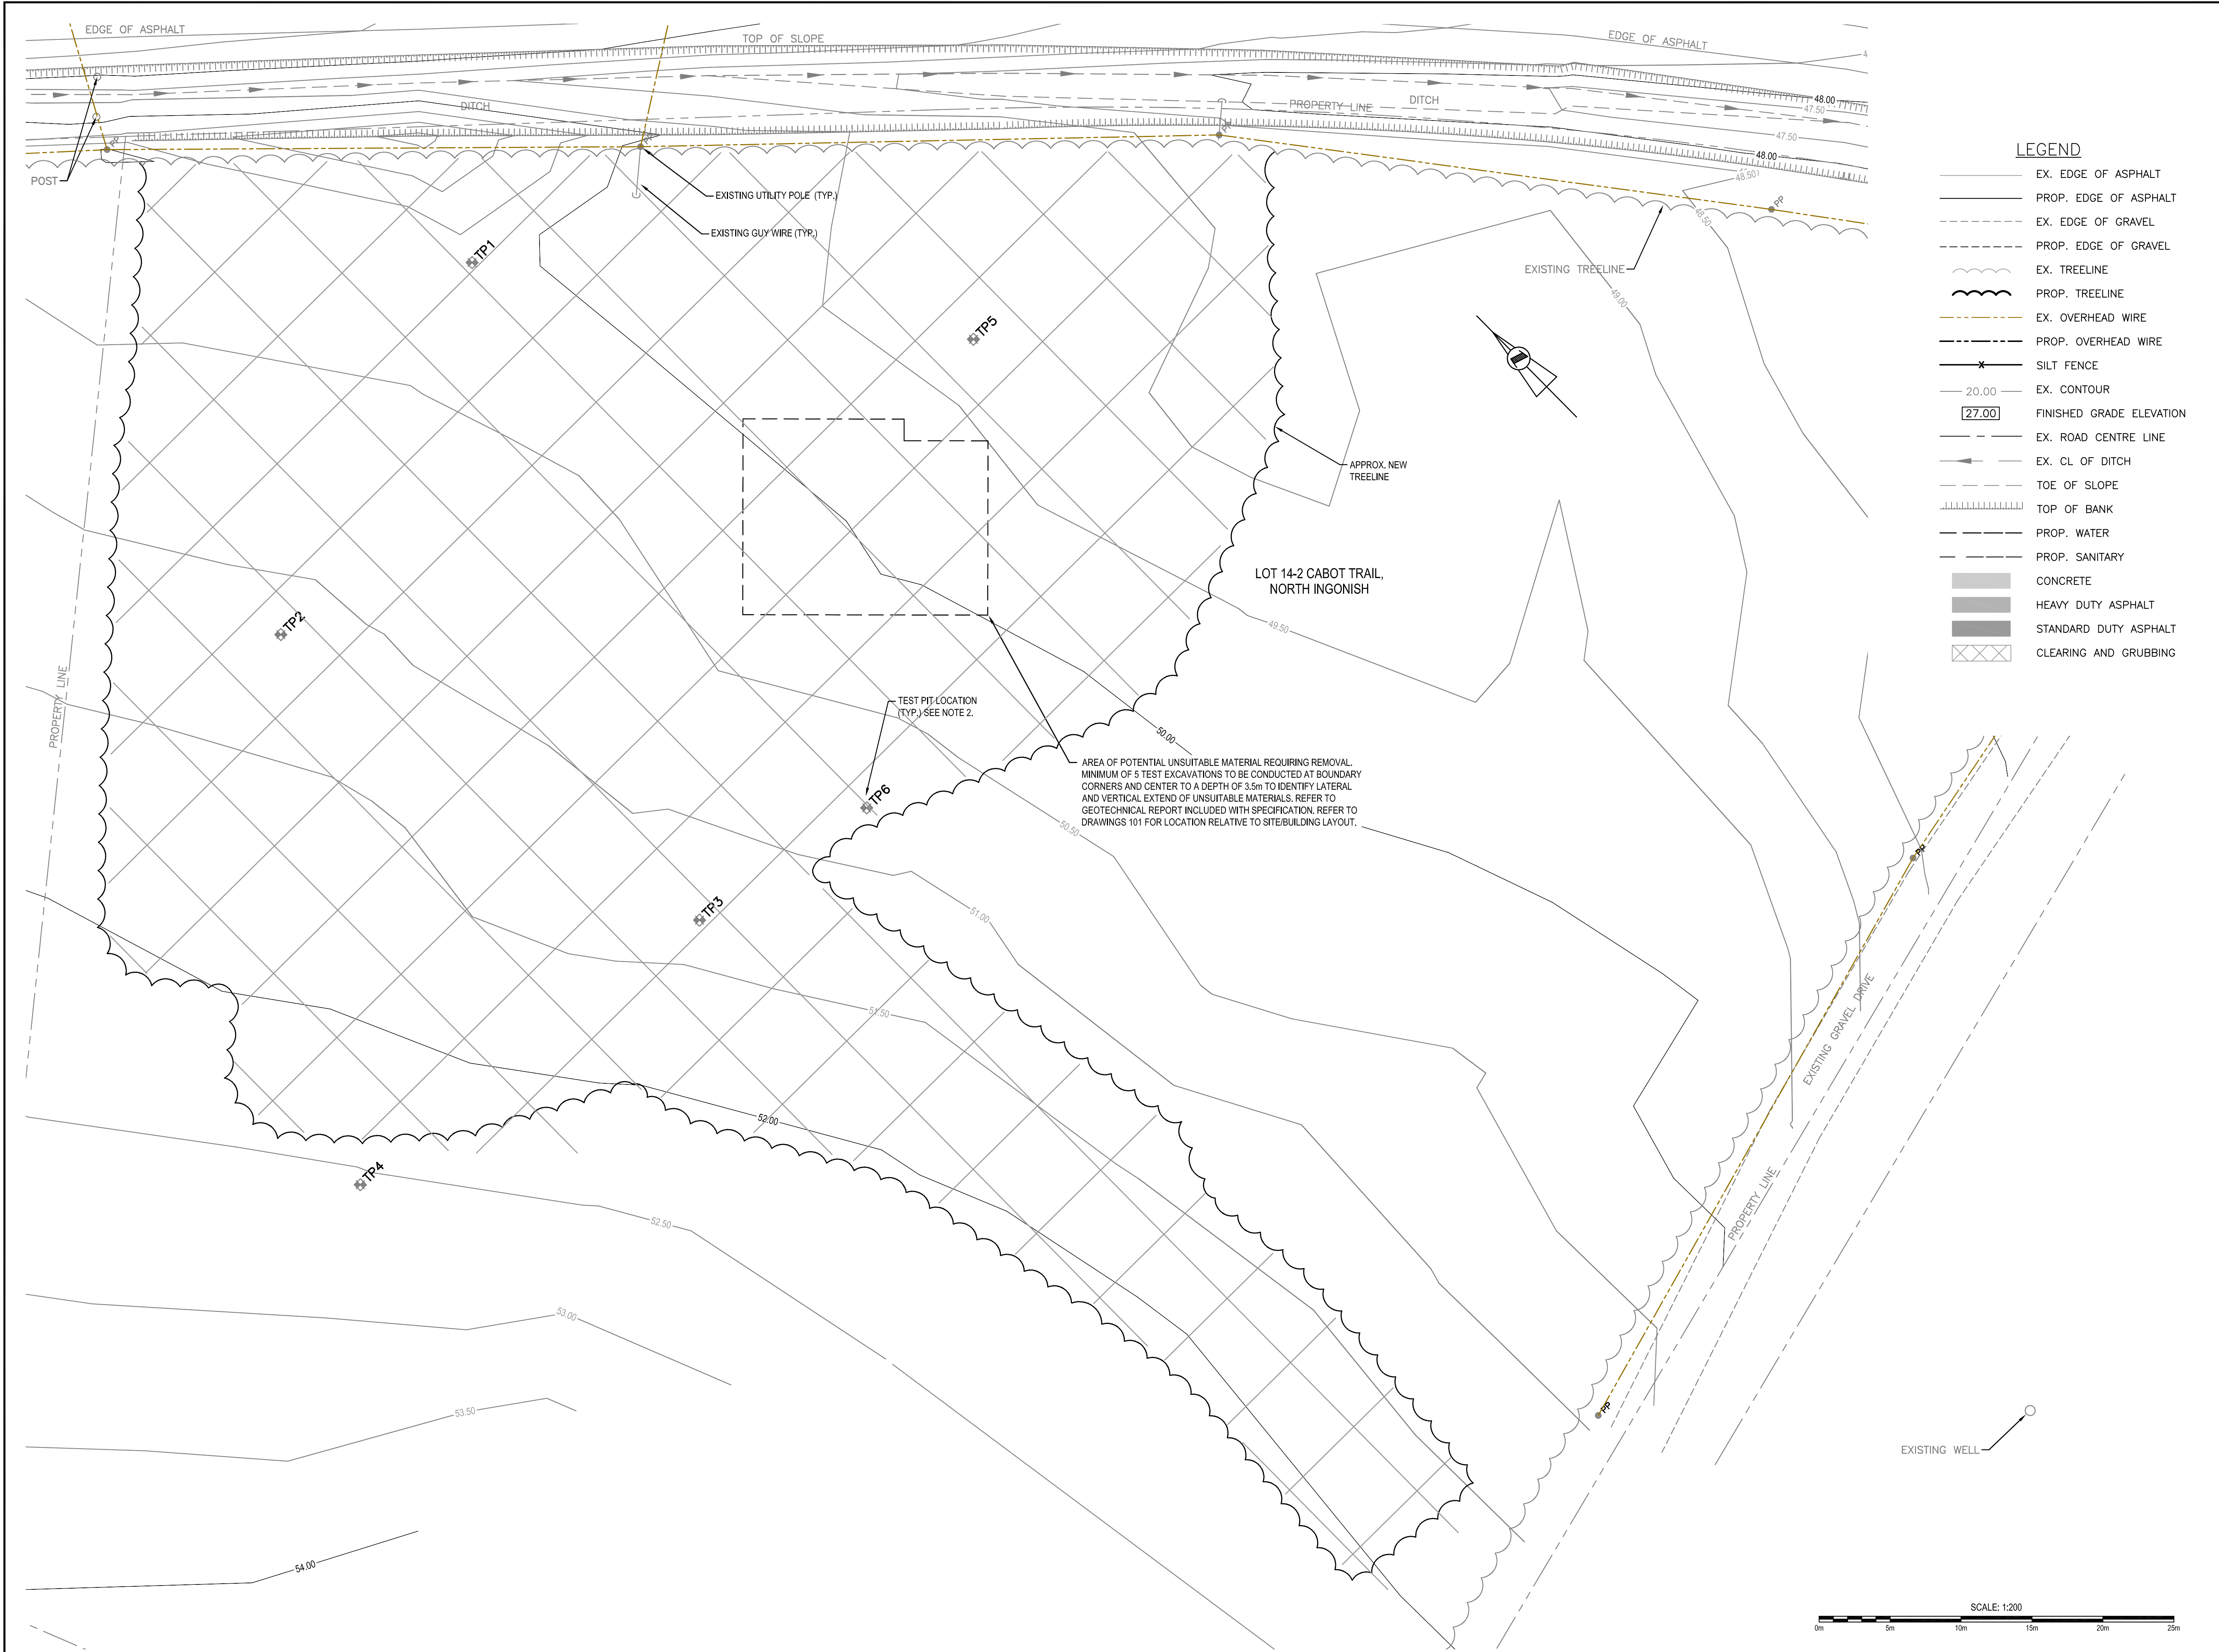 EDGE OF ASPHALT
TOP OF SLOPE
EDGE OF ASPHALT
DITCH
PROPERTY LINE
DITCH
48.00
47.50
47.50
48.00
48.50
48.50
PP
POST
EXISTING UTILITY POLE (TYP.)
EXISTING GUY WIRE (TYP.)
TP1
TP5
EXISTING TREELINE
49.00
APPROX. NEW
TREELINE
LOT 14-2 CABOT TRAIL,
NORTH INGONISH
49.50
TP2
PROPERTY LINE
TEST PIT LOCATION
(TYP.) SEE NOTE 2.
50.00
AREA OF POTENTIAL UNSUITABLE MATERIAL REQUIRING REMOVAL.
MINIMUM OF 5 TEST EXCAVATIONS TO BE CONDUCTED AT BOUNDARY
CORNERS AND CENTER TO A DEPTH OF 3.5m TO IDENTIFY LATERAL
AND VERTICAL EXTEND OF UNSUITABLE MATERIALS. REFER TO
GEOTECHNICAL REPORT INCLUDED WITH SPECIFICATION. REFER TO
DRAWINGS 101 FOR LOCATION RELATIVE TO SITE/BUILDING LAYOUT.
TP6
50.50
PP
TP3
51.00
51.50
EXISTING GRAVEL DRIVE
52.00
TP4
PROPERTY LINE
52.50
53.00
53.50
PP
EXISTING WELL
54.00
LEGEND
EX. EDGE OF ASPHALT
PROP. EDGE OF ASPHALT
EX. EDGE OF GRAVEL
PROP. EDGE OF GRAVEL
EX. TREELINE
PROP. TREELINE
EX. OVERHEAD WIRE
PROP. OVERHEAD WIRE
X SILT FENCE
20.00 EX. CONTOUR
27.00 FINISHED GRADE ELEVATION
EX. ROAD CENTRE LINE
EX. CL OF DITCH
TOE OF SLOPE
TOP OF BANK
PROP. WATER
PROP. SANITARY
CONCRETE
HEAVY DUTY ASPHALT
STANDARD DUTY ASPHALT
CLEARING AND GRUBBING
SCALE: 1:200
0m 5m 10m 15m 20m 25m